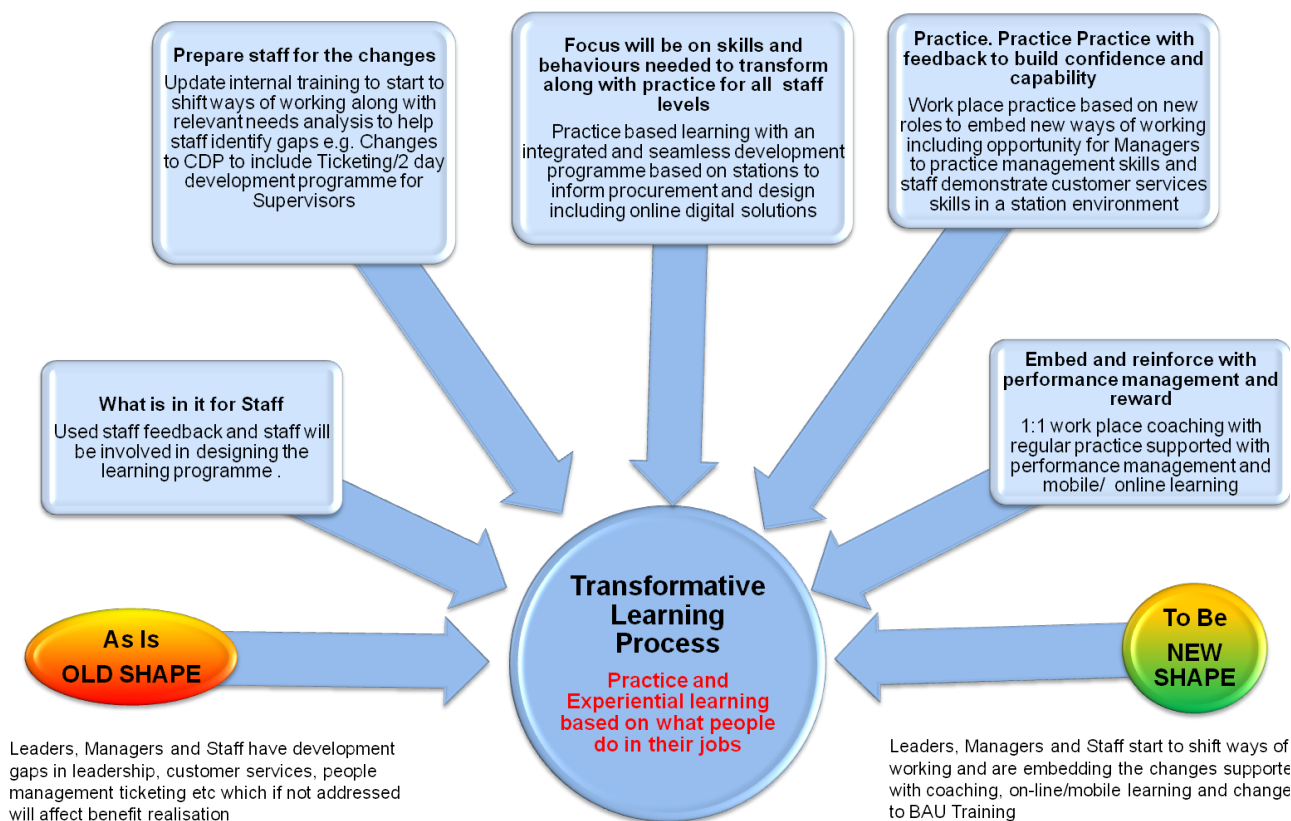 Prepare staff for the changes
Update internal training to start to
shift ways of working along with
relevant needs analysis to help
staff identify gaps e.g. Changes
to CDP to include Ticketing/2 day
development programme for
Supervisors
Focus will be on skills and
behaviours needed to transform
along with practice for all staff
levels
Practice based learning with an
integrated and seamless development
programme based on stations to
inform procurement and design
including online digital solutions
Practice. Practice Practice with
feedback to build confidence and
capability
Work place practice based on new
roles to embed new ways of working
including opportunity for Managers
to practice management skills and
staff demonstrate customer services
skills in a station environment
What is in it for Staff
Used staff feedback and staff will
be involved in designing the
learning programme .
Embed and reinforce with
performance management and
reward
1:1 work place coaching with
regular practice supported with
performance management and
mobile/ online learning
As Is
OLD SHAPE
Transformative
Learning
Process
Practice and
Experiential learning
based on what people
do in their jobs
To Be
NEW
SHAPE
Leaders, Managers and Staff have development
gaps in leadership, customer services, people
management ticketing etc which if not addressed
will affect benefit realisation
Leaders, Managers and Staff start to shift ways of
working and are embedding the changes supporte
with coaching, on-line/mobile learning and change
to BAU Training